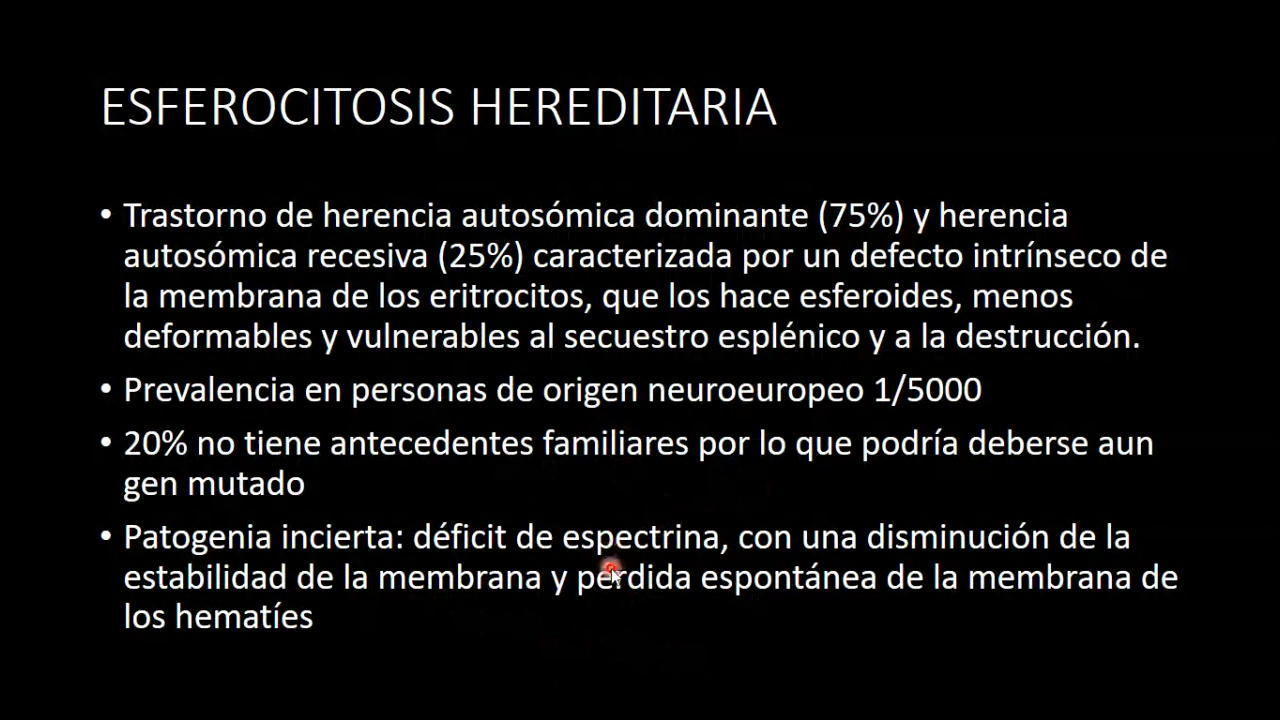 ESFEROCITOSIS HEREDITARIA
• Trastorno de herencia autosómica dominante (75%) y herencia
autosómica recesiva (25%) caracterizada por un defecto intrínseco de
la membrana de los eritrocitos, que los hace esferoides, menos
deformables y vulnerables al secuestro esplénico y a la destrucción.
• Prevalencia en personas de origen neuroeuropeo 1/5000
• 20% no tiene antecedentes familiares por lo que podría deberse aun
gen mutado
• Patogenia incierta: déficit de espectrina, con una disminución de la
estabilidad de la membrana y perdida espontánea de la membrana de
los hematíes